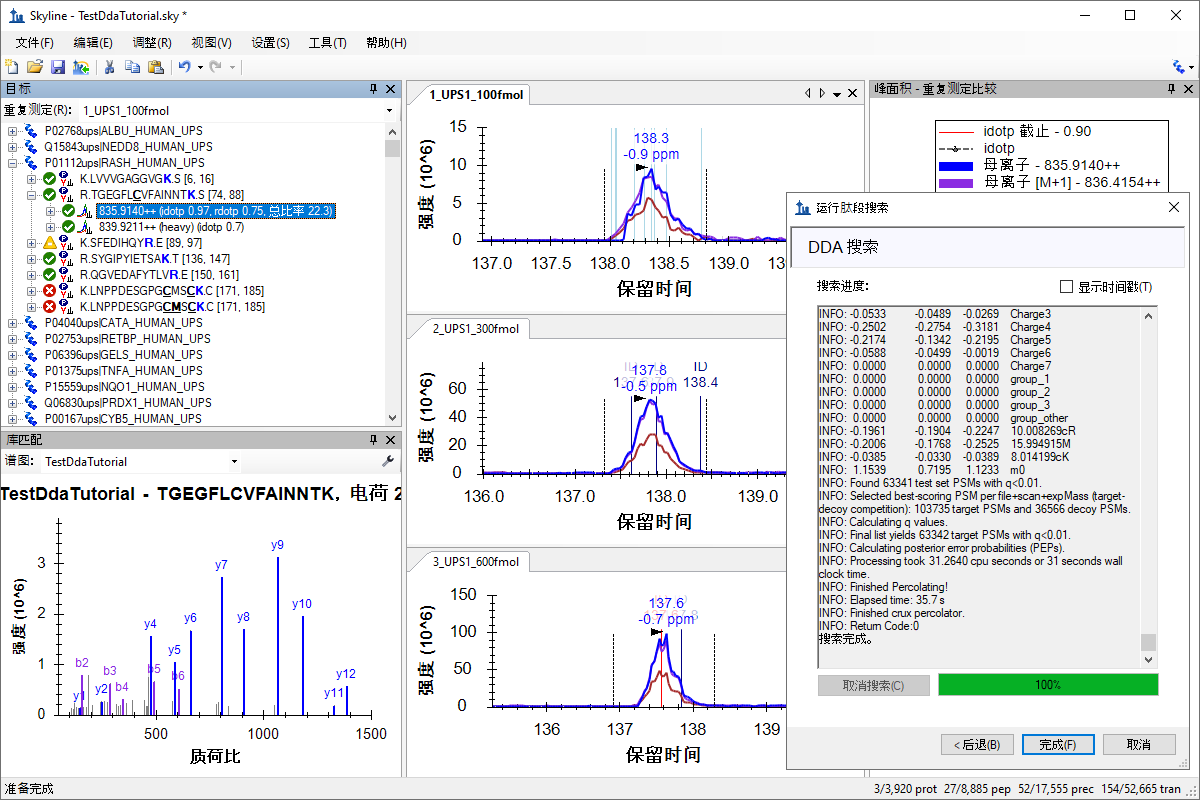 Skyline - TestDdaTutorial.sky *
文件(F) 编辑(E) 调整(R) 视图(V) 设置(S) 工具(T) 帮助(H)
目标
重复测定(R): 1_UPS1_100fmol
P02768ups|ALBU_HUMAN_UPS
Q15843ups|NEDD8_HUMAN_UPS
P01112ups|RASH_HUMAN_UPS
K.LVVVGAGGVGK.S [6, 16]
R.TGEGFLCVFAINNTK.S [74, 88]
835.9140++ (idotp 0.97, rdotp 0.75, 总比率 22.3)
839.9211++ (heavy) (idotp 0.7)
K.SFEDIHQYR.E [89, 97]
R.SYGIPYIETSAK.T [136, 147]
R.QGVEDAFYTLVR.E [150, 161]
K.LNPPDESGPGCMSCK.C [171, 185]
K.LNPPDESGPGCMSCK.C [171, 185]
P04040ups|CATA_HUMAN_UPS
P02753ups|RETBP_HUMAN_UPS
P06396ups|GELS_HUMAN_UPS
P01375ups|TNFA_HUMAN_UPS
P15559ups|NQO1_HUMAN_UPS
Q06830ups|PRDX1_HUMAN_UPS
P00167ups|CYB5_HUMAN_UPS
库匹配
谱图: TestDdaTutorial
TestDdaTutorial - TGEGFLCVFAINNTK, 电荷 2
强度 (10^6)
3
2
1
0
b2
y2
b3
b4
y4
b5
y5
b6
y6
y7
y8
y9
y10
y11
y12
500 1000 1500
质荷比
1_UPS1_100fmol
强度 (10^6)
15
10
5
0
138.3
-0.9 ppm
137.0 137.5 138.0 138.5 139.0
保留时间
2_UPS1_300fmol
强度 (10^6)
60
40
20
0
137.8
-0.5 ppm
ID
138.4
136.0 137.0 138.0 139.0
保留时间
3_UPS1_600fmol
强度 (10^6)
150
100
50
0
137.6
-0.7 ppm
136 137 138 139
保留时间
峰面积 - 重复测定比较
idotp 截止 - 0.90
idotp
母离子 - 835.9140++
母离子 [M+1] - 836.4154++
运行肽段搜索
DDA 搜索
搜索进度:
显示时间戳(T)
INFO: -0.0533 -0.0489 -0.0269 Charge3
INFO: -0.2502 -0.2754 -0.3181 Charge4
INFO: -0.2174 -0.1342 -0.2195 Charge5
INFO: -0.0588 -0.0499 -0.0019 Charge6
INFO: 0.0000 0.0000 0.0000 Charge7
INFO: 0.0000 0.0000 0.0000 group_1
INFO: 0.0000 0.0000 0.0000 group_2
INFO: 0.0000 0.0000 0.0000 group_3
INFO: 0.0000 0.0000 0.0000 group_other
INFO: -0.1961 -0.1904 -0.2247 10.008269cR
INFO: -0.2006 -0.1768 -0.2525 15.994915M
INFO: -0.0385 -0.0330 -0.0389 8.014199cK
INFO: 1.1539 0.7195 1.1233 m0
INFO: Found 63341 test set PSMs with q<0.01.
INFO: Selected best-scoring PSM per file+scan+expMass (target-
decoy competition): 103735 target PSMs and 36566 decoy PSMs.
INFO: Calculating q values.
INFO: Final list yields 63342 target PSMs with q<0.01.
INFO: Calculating posterior error probabilities (PEPs).
INFO: Processing took 31.2640 cpu seconds or 31 seconds wall
clock time.
INFO: Finished Percolating!
INFO: Elapsed time: 35.7 s
INFO: Finished crux percolator.
INFO: Return Code:0
搜索完成。
取消搜索(C) 100%
< 后退(B) 完成(F) 取消
准备完成
3/3,920 prot 27/8,885 pep 52/17,555 prec 154/52,665 tran